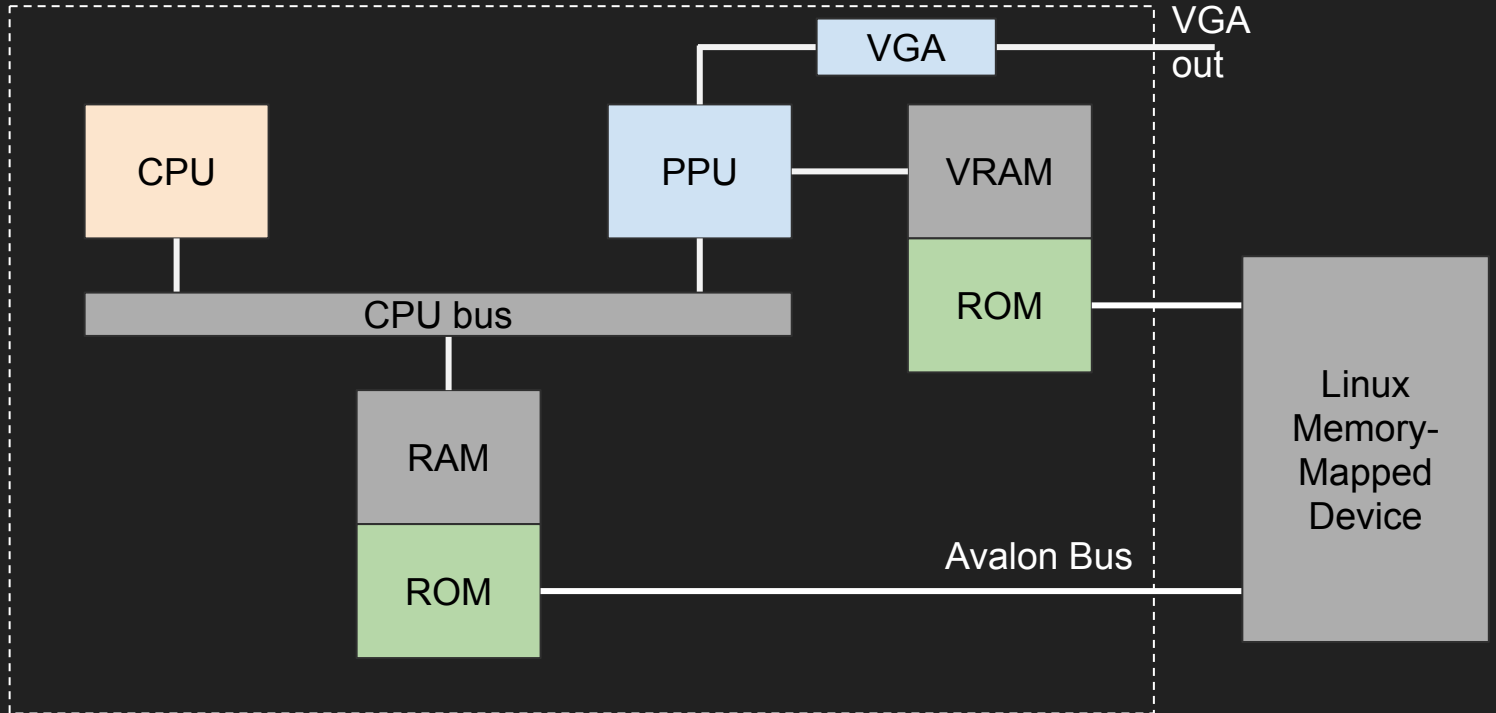 VGA
out
VGA
CPU
PPU
VRAM
ROM
CPU bus
Linux
Memory-
Mapped
Device
RAM
ROM
Avalon Bus